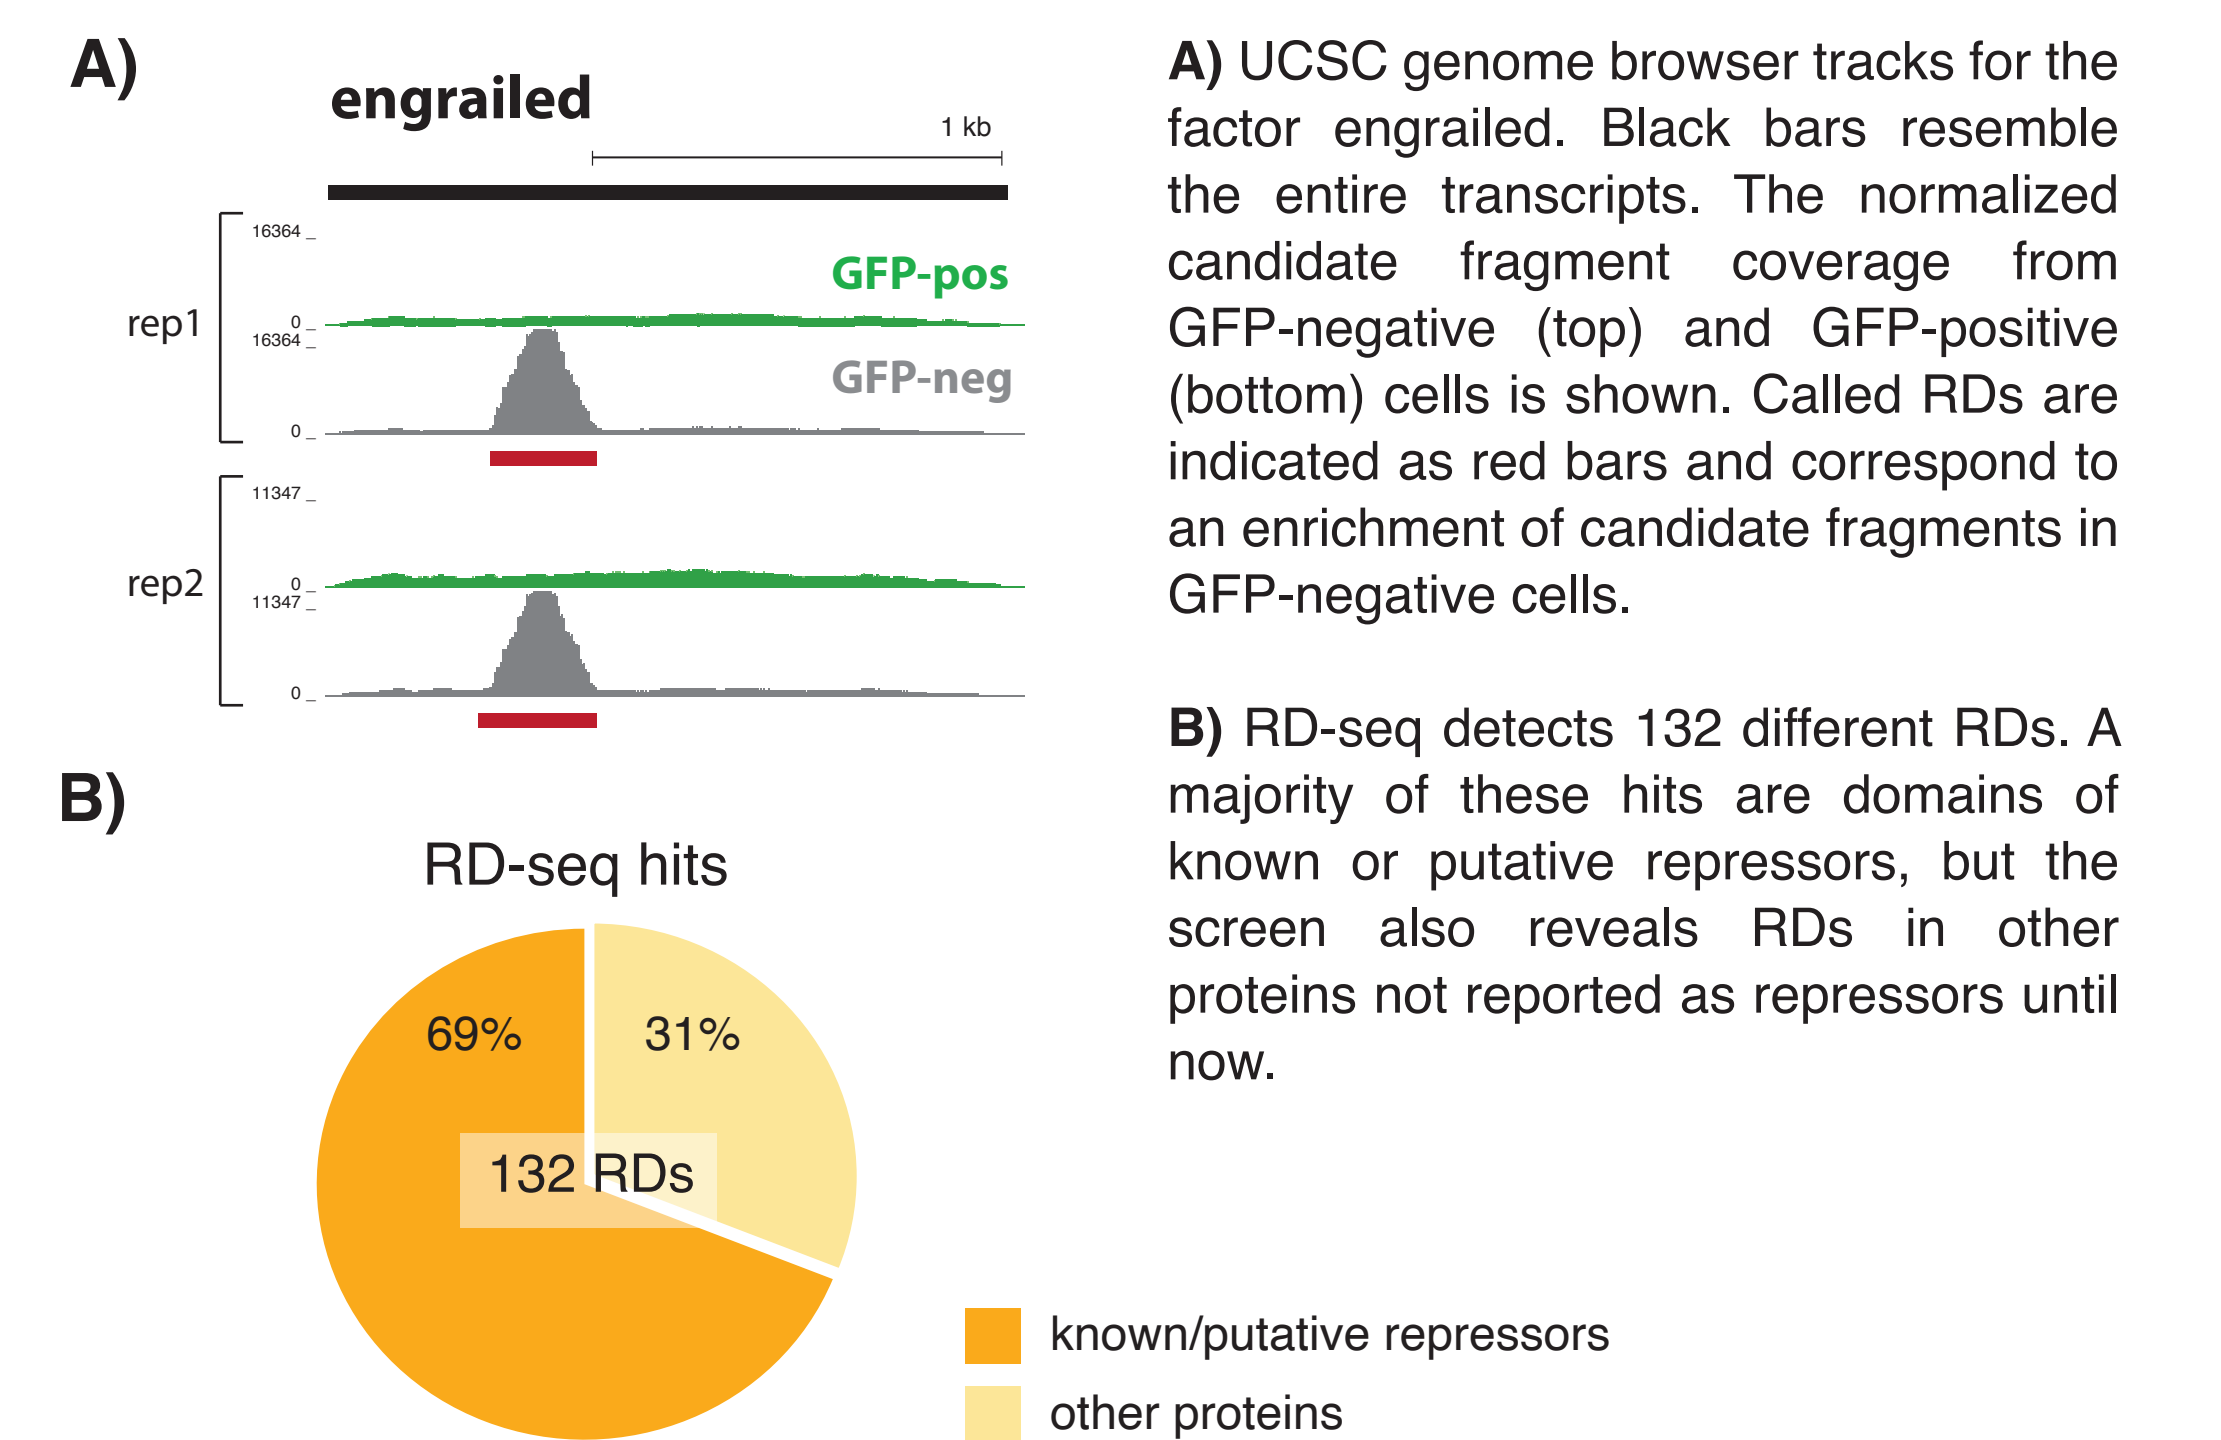 A)
engrailed
1 kb
rep1
16364
GFP-pos
0
16364
GFP-neg
0
rep2
11347
0
11347
0
B)
RD-seq hits
69%
31%
132 RDs
known/putative repressors
other proteins
A) UCSC genome browser tracks for the
factor engrailed. Black bars resemble
the entire transcripts. The normalized
candidate fragment coverage from
GFP-negative (top) and GFP-positive
(bottom) cells is shown. Called RDs are
indicated as red bars and correspond to
an enrichment of candidate fragments in
GFP-negative cells.
B) RD-seq detects 132 different RDs. A
majority of these hits are domains of
known or putative repressors, but the
screen also reveals RDs in other
proteins not reported as repressors until
now.